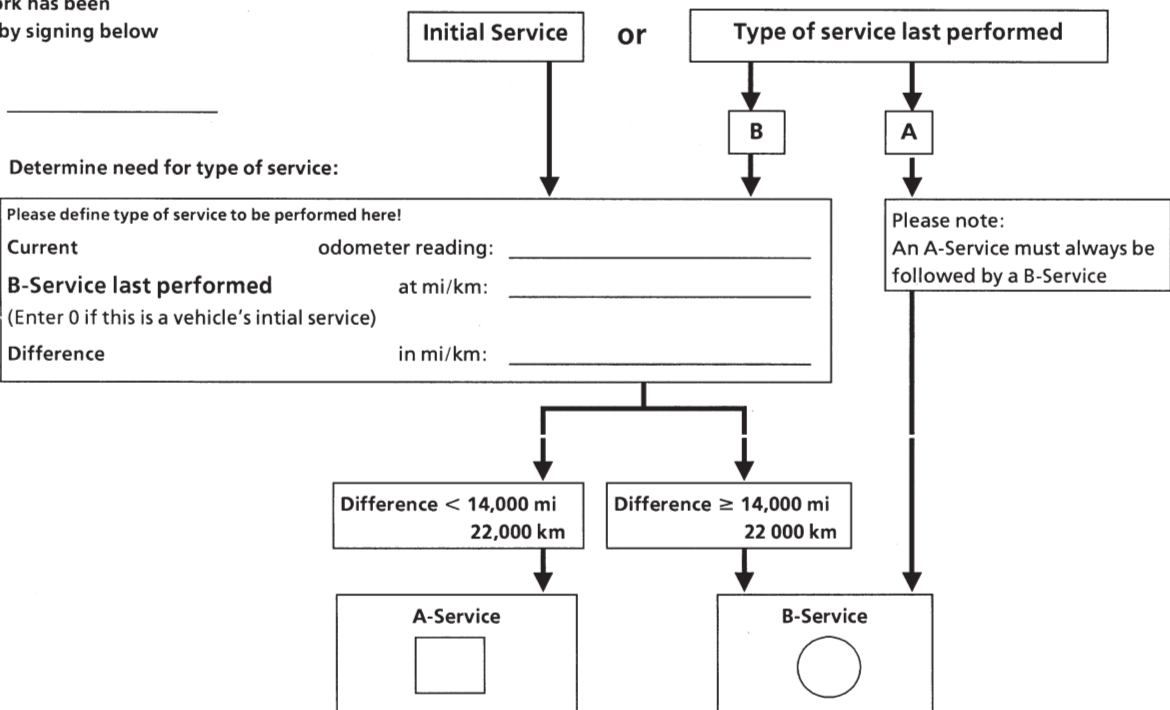 has been
by signing below
Initial Service
or
Type of service last performed
B
A
Determine need for type of service:
Please define type of service to be performed here!
Current odometer reading:
B-Service last performed at mi/km:
(Enter 0 if this is a vehicle's intial service)
Difference in mi/km:
Please note:
An A-Service must always be
followed by a B-Service
Difference < 14,000 mi
22,000 km
Difference ≥ 14,000 mi
22 000 km
A-Service
B-Service